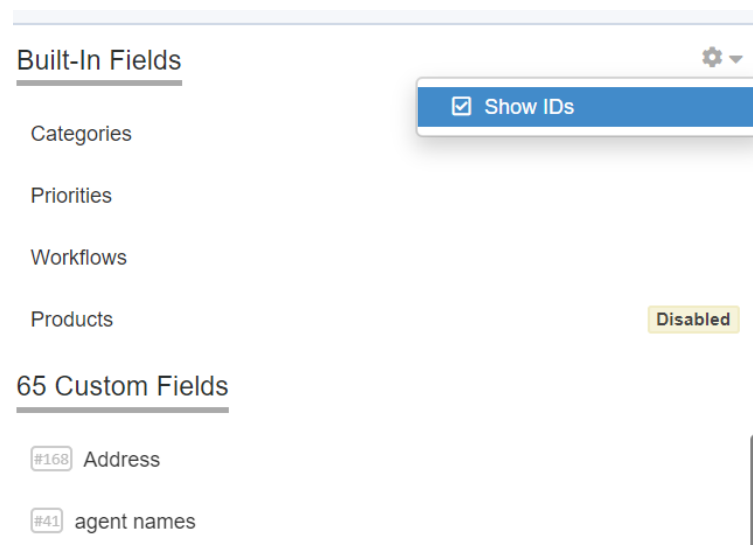 Built-In Fields
Show IDs
Categories
Priorities
Workflows
Products Disabled
65 Custom Fields
#168 Address
#41 agent names